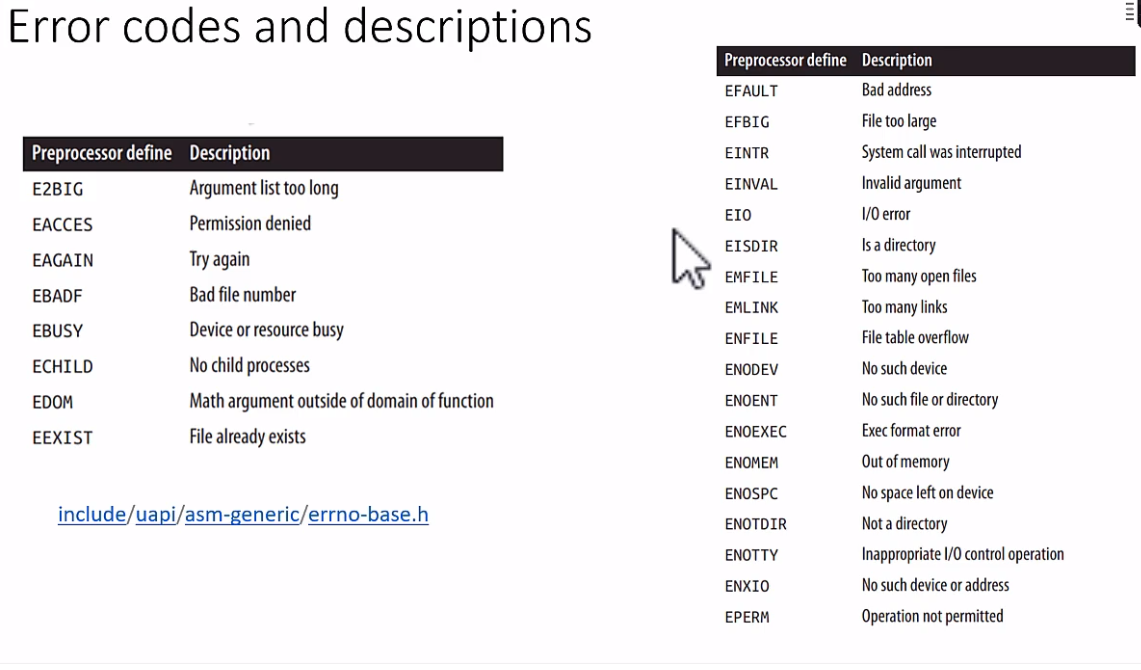 Error codes and descriptions
Preprocessor define Description
E2BIG Argument list too long
EACCES Permission denied
EAGAIN Try again
EBADF Bad file number
EBUSY Device or resource busy
ECHILD No child processes
EDOM Math argument outside of domain of function
EEXIST File already exists
include/uapi/asm-generic/errno-base.h
Preprocessor define Description
EFAULT Bad address
EFBIG File too large
EINTR System call was interrupted
EINVAL Invalid argument
EIO I/O error
EISDIR Is a directory
EMFILE Too many open files
EMLINK Too many links
ENFILE File table overflow
ENODEV No such device
ENOENT No such file or directory
ENOEXEC Exec format error
ENOMEM Out of memory
ENOSPC No space left on device
ENOTDIR Not a directory
ENOTTY Inappropriate I/O control operation
ENXIO No such device or address
EPERM Operation not permitted